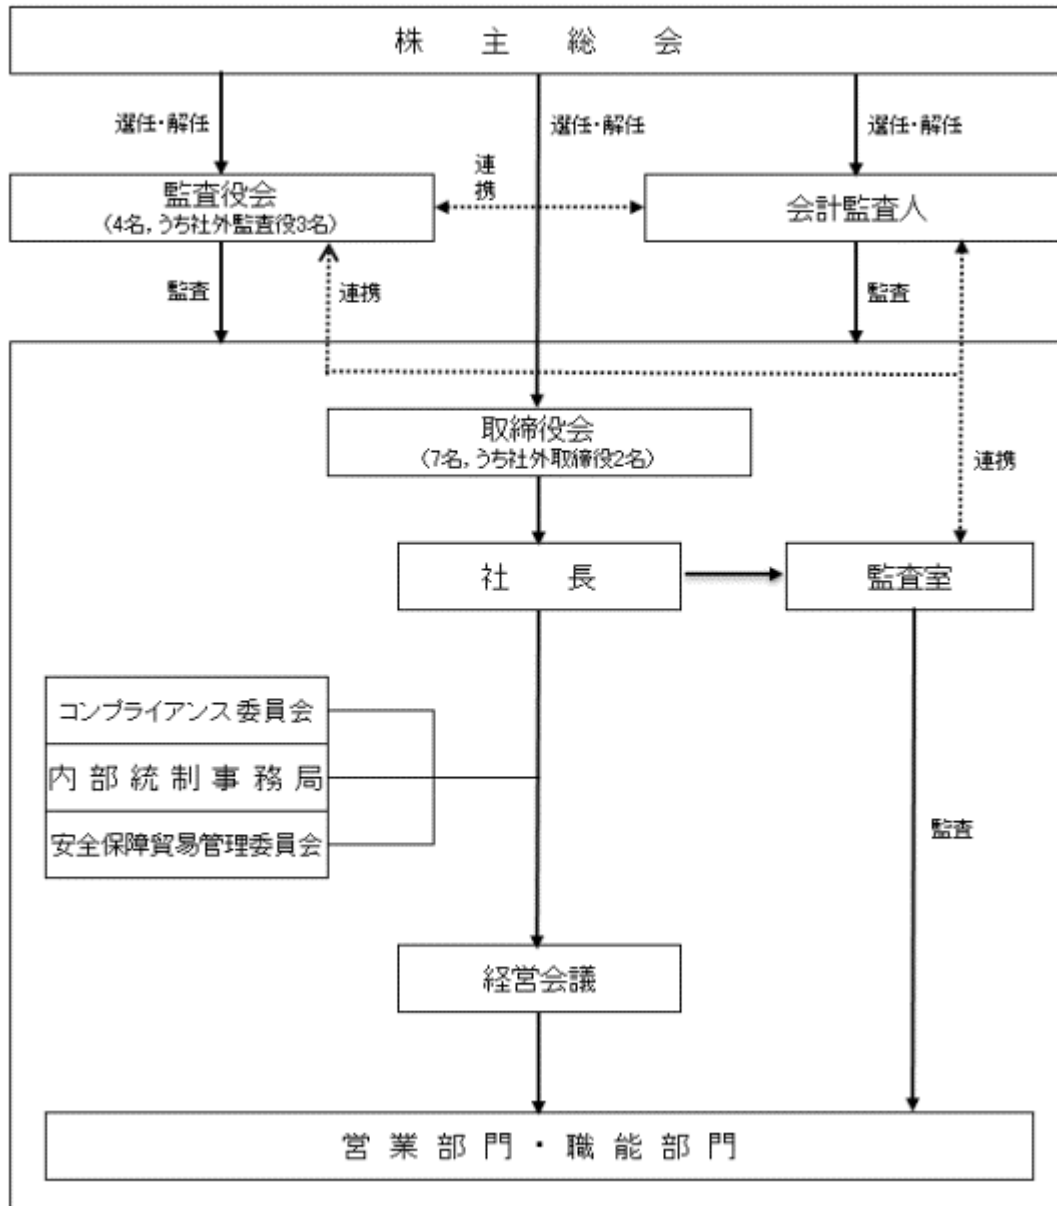 株主総会
選任・解任
選任・解任
選任・解任
連携
監査役会
(4名,うち社外監査役3名)
会計監査人
監査
連携
監査
取締役会
(7名,うち社外取締役2名)
連携
社長
監査室
コンプライアンス委員会
内部統制事務局
安全保障貿易管理委員会
監査
経営会議
営業部門・職能部門